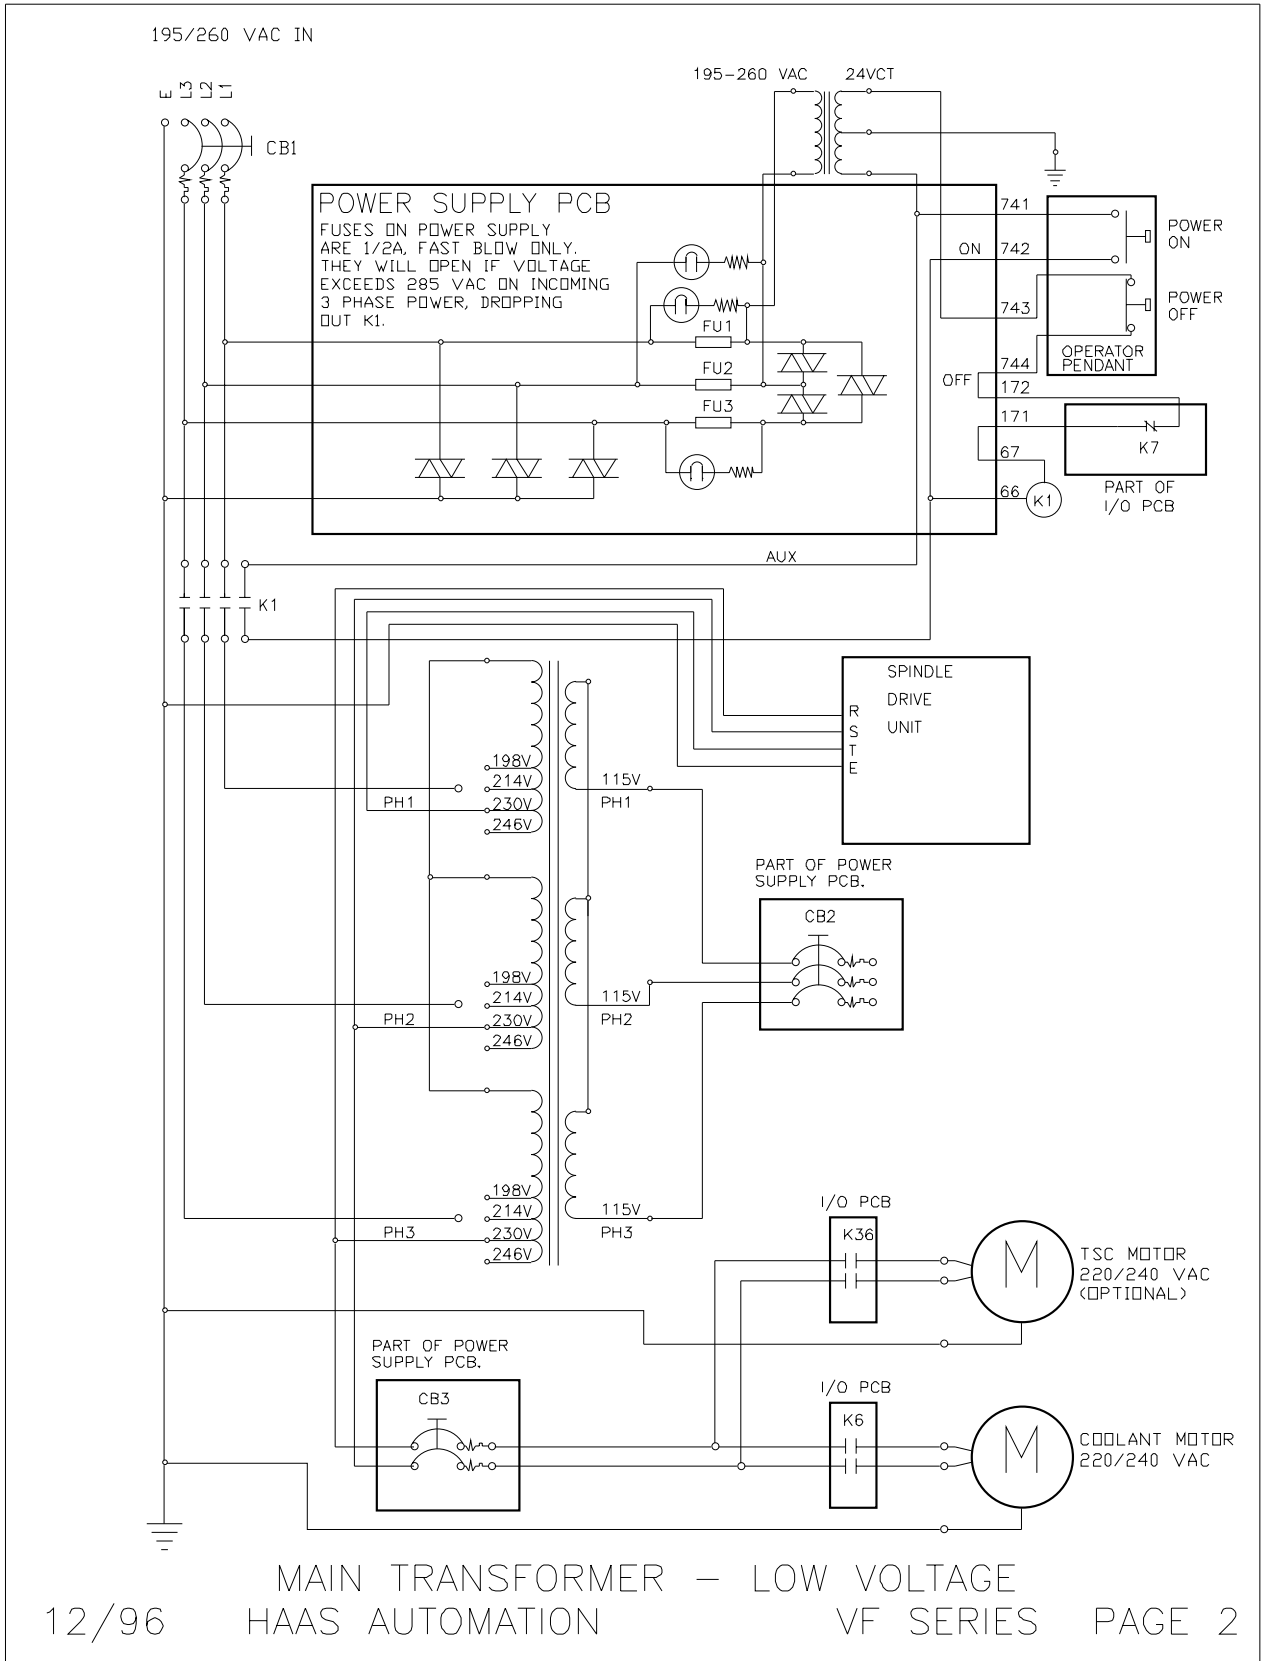 195/260 VAC IN
E L3 L2 L1
CB1
195-260 VAC 24VCT
POWER SUPPLY PCB
FUSES ON POWER SUPPLY
ARE 1/2A, FAST BLOW ONLY.
THEY WILL OPEN IF VOLTAGE
EXCEEDS 285 VAC ON INCOMING
3 PHASE POWER, DROPPING
OUT K1.
FU1
FU2
FU3
741
ON 742
743
744
OFF
172
171
67
66
POWER
ON
POWER
OFF
OPERATOR
PENDANT
K7
K1
PART OF
I/O PCB
AUX
K1
SPINDLE
DRIVE
UNIT
R
S
T
E
198V
214V
PH1 230V
246V
115V
PH1
PART OF POWER
SUPPLY PCB.
CB2
198V
214V
PH2 230V
246V
115V
PH2
198V
214V
PH3 230V
246V
115V
PH3
I/O PCB
K36
M
TSC MOTOR
220/240 VAC
(OPTIONAL)
PART OF POWER
SUPPLY PCB.
CB3
I/O PCB
K6
M
COOLANT MOTOR
220/240 VAC
MAIN TRANSFORMER - LOW VOLTAGE
12/96 HAAS AUTOMATION VF SERIES PAGE 2